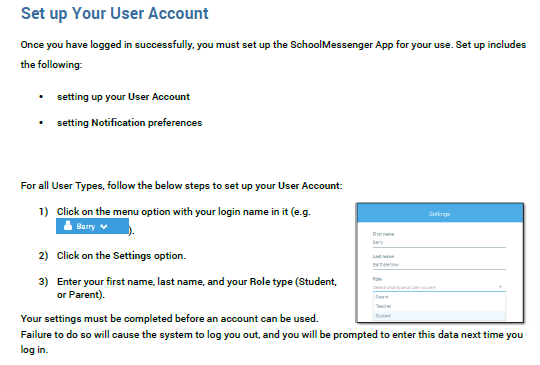 Set up Your User Account
Once you have logged in successfully, you must set up the SchoolMessenger App for your use. Set up includes
the following:
• setting up your User Account
• setting Notification preferences
For all User Types, follow the below steps to set up your User Account:
1) Click on the menu option with your login name in it (e.g.
Barry
).
2) Click on the Settings option.
3) Enter your first name, last name, and your Role type (Student,
or Parent).
Settings
First name
Barry
Last name
Bartholemew
Role
Select what type of user you are.
Parent
Teacher
Student
Your settings must be completed before an account can be used.
Failure to do so will cause the system to log you out, and you will be prompted to enter this data next time you
log in.